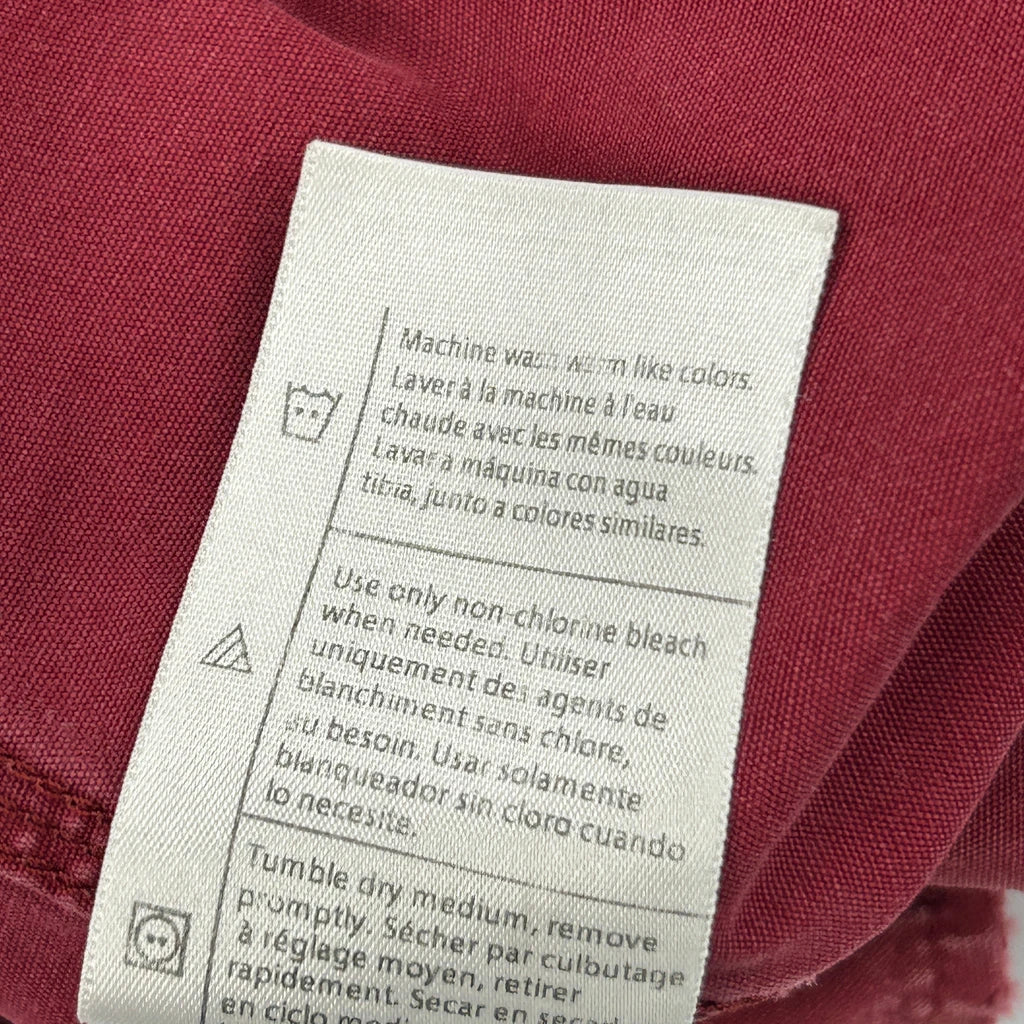 Machine wash warm like colors.
Laver à la machine à l'eau
chaude avec les mêmes couleurs.
Lavar a máquina con agua
tibia, junto a colores similares.
Use only non-chlorine bleach
when needed. Utiliser
uniquement des agents de
blanchiment sans chlore,
au besoin. Usar solamente
blanqueador sin cloro cuando
lo necesite.
Tumble dry medium, remove
promptly. Sécher par culbutage
à réglage moyen, retirer
rapidement. Secar en
en ciclo